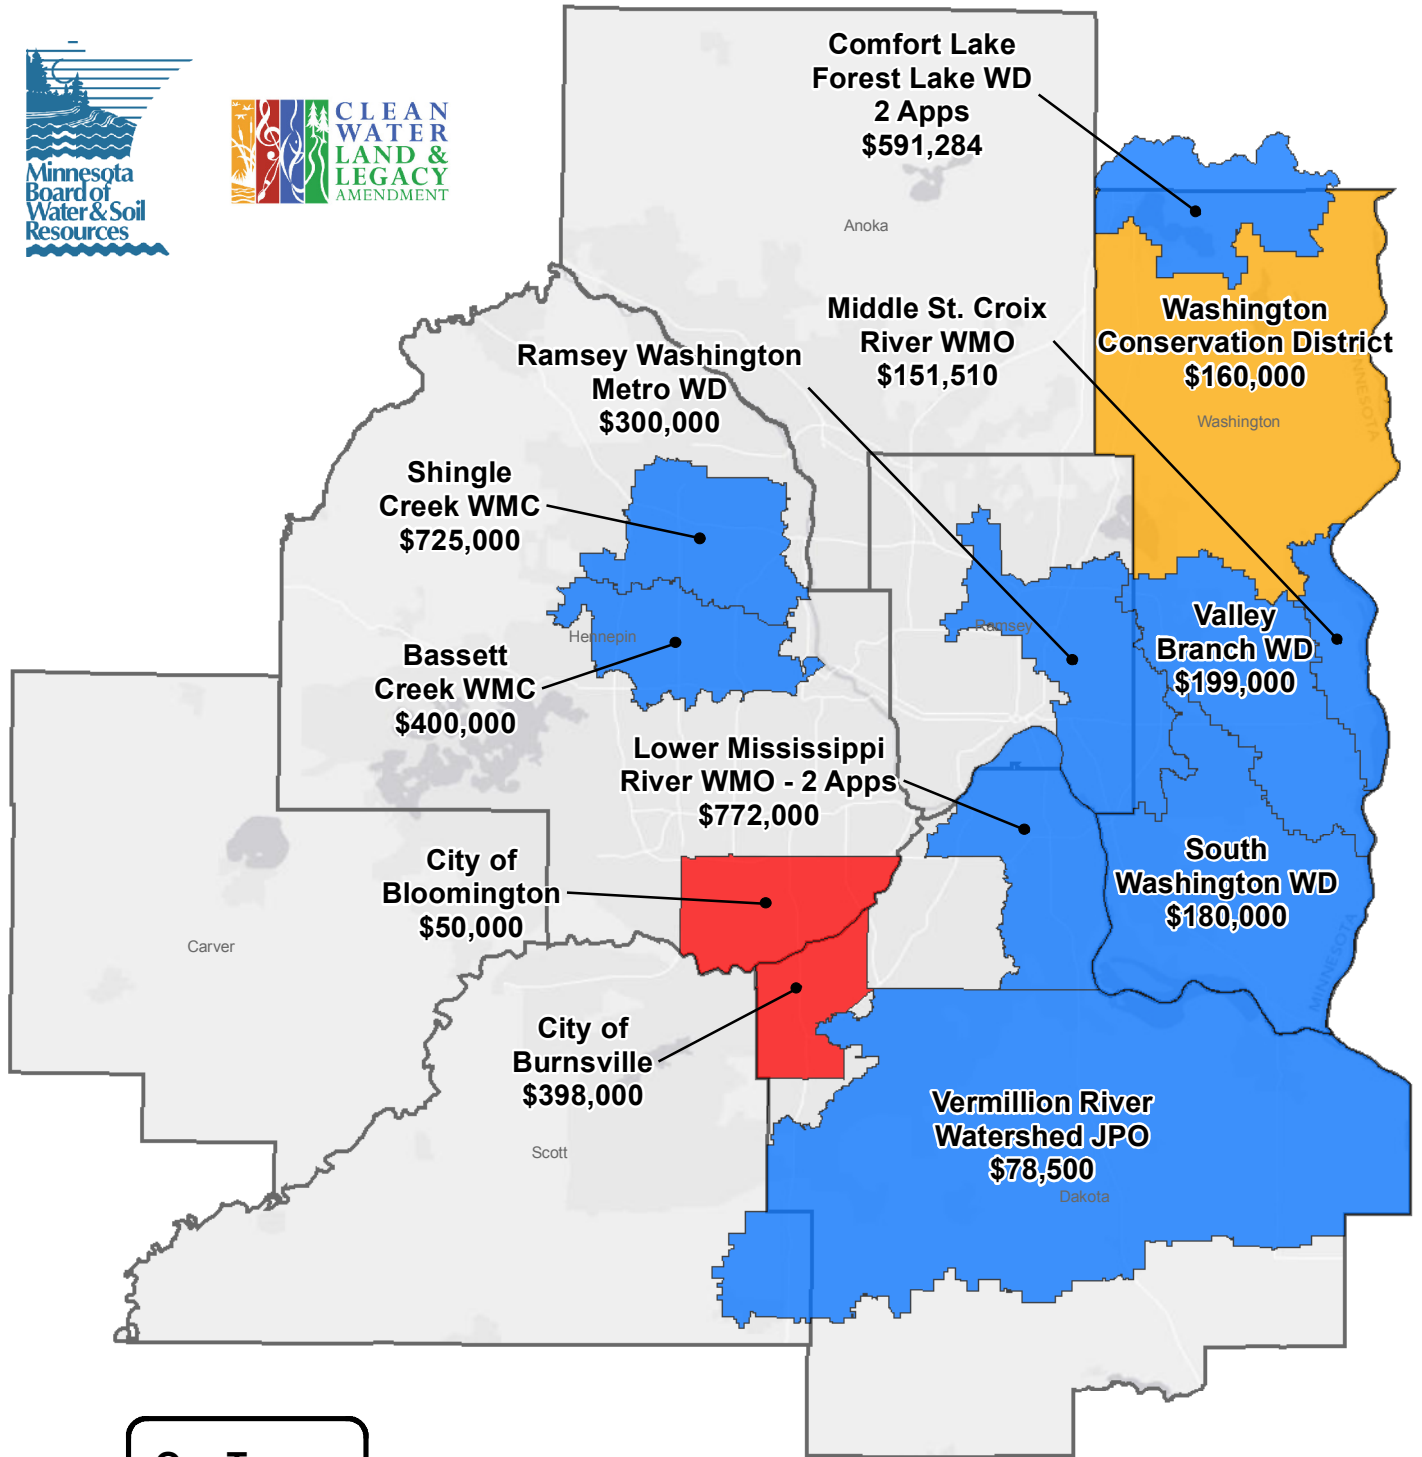 Minnesota
Board of
Water & Soil
Resources
CLEAN
WATER
LAND &
LEGACY
AMENDMENT
Comfort Lake
Forest Lake WD
2 Apps
$591,284
Anoka
Middle St. Croix
River WMO
$151,510
Washington
Conservation District
$160,000
Washington
Ramsey Washington
Metro WD
$300,000
Shingle
Creek WMC
$725,000
Hennepin
Ramsey
Valley
Branch WD
$199,000
Bassett
Creek WMC
$400,000
Lower Mississippi
River WMO - 2 Apps
$772,000
City of
Bloomington
$50,000
South
Washington WD
$180,000
MINNESOTA
Carver
City of
Burnsville
$398,000
Vermillion River
Watershed JPO
$78,500
Scott
Dakota